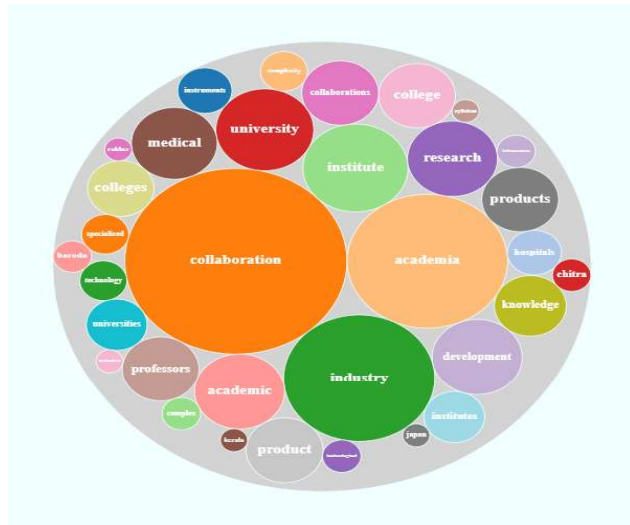 complexity
instruments
collaborations
college
syllabus
university
medical
rubber
institute
research
colleges
products
specialized
collaboration
academia
hospitals
baroda
chitra
technology
knowledge
universities
industry
development
professors
academic
complex
institutes
kerala
japan
product
technological